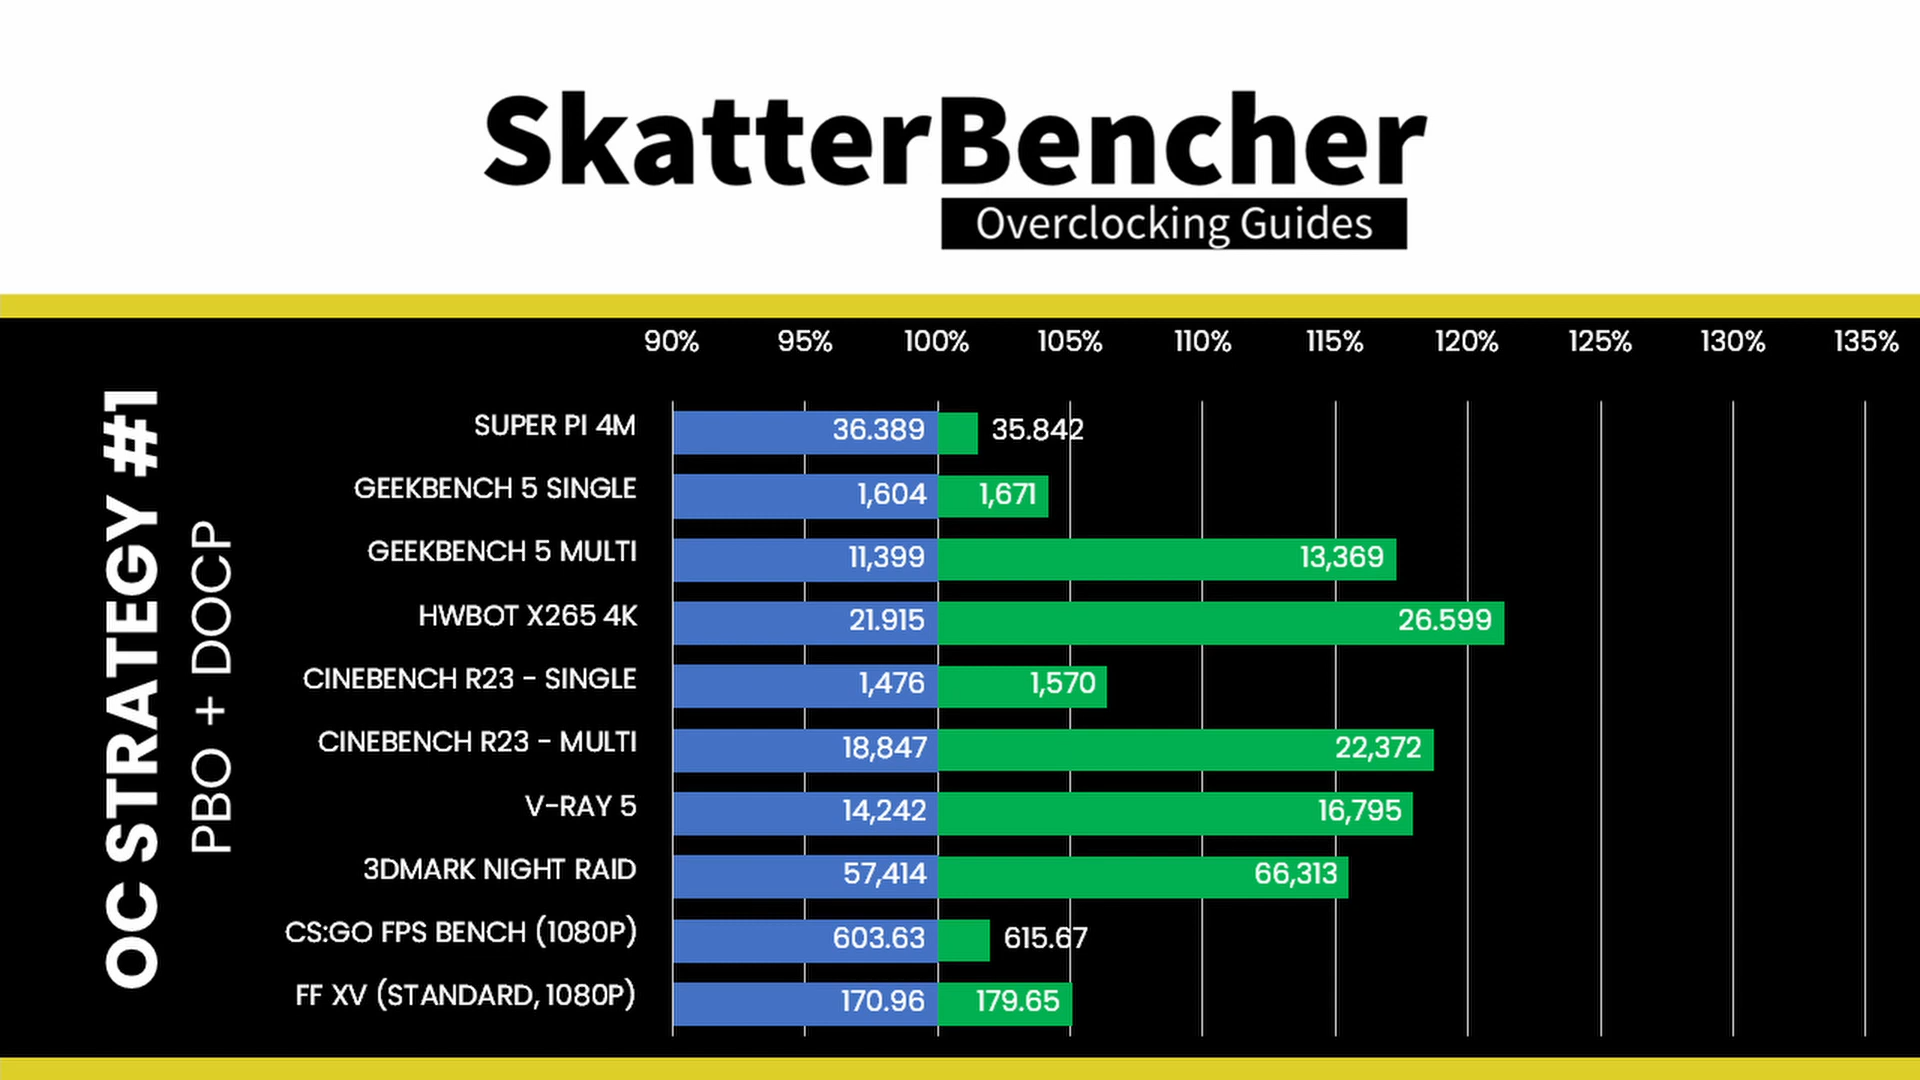 SkatterBencher
Overclocking Guides
90% 95% 100% 105% 110% 115% 120% 125% 130% 135%
OC STRATEGY #1
PBO + DOCP
SUPER PI 4M 36.389 35.842
GEEKBENCH 5 SINGLE 1,604 1,671
GEEKBENCH 5 MULTI 11,399 13,369
HWBOT X265 4K 21.915 26.599
CINEBENCH R23 - SINGLE 1,476 1,570
CINEBENCH R23 - MULTI 18,847 22,372
V-RAY 5 14,242 16,795
3DMARK NIGHT RAID 57,414 66,313
CS:GO FPS BENCH (1080P) 603.63 615.67
FF XV (STANDARD, 1080P) 170.96 179.65